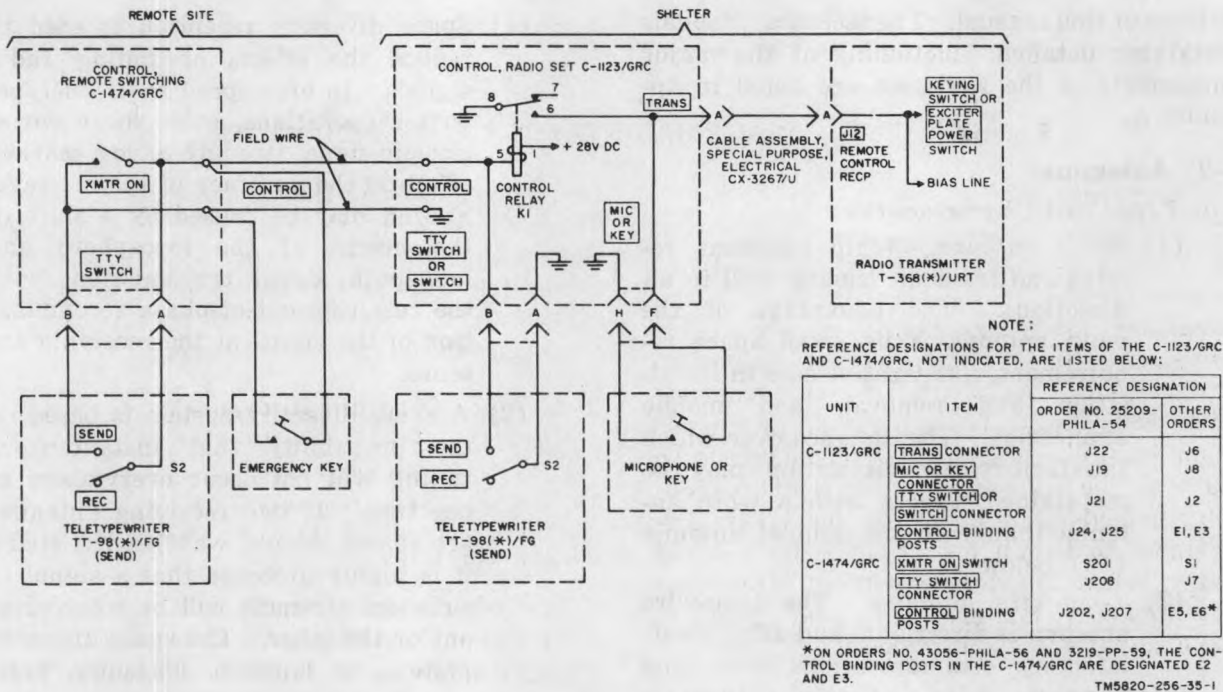 REMOTE SITE
SHELTER
CONTROL,
REMOTE SWITCHING
C-1474/GRC
CONTROL, RADIO SET C-1123/GRC
8
7
6
TRANS
A
A
KEYING
SWITCH OR
EXCITER
PLATE
POWER
SWITCH
J12
REMOTE
CONTROL
RECP
BIAS LINE
CABLE ASSEMBLY,
SPECIAL PURPOSE,
ELECTRICAL
CX-3267/U
FIELD WIRE
5
1
+ 28V DC
XMTR ON
CONTROL
CONTROL
CONTROL
RELAY
K1
MIC
OR
KEY
TTY
SWITCH
TTY
SWITCH
OR
SWITCH
RADIO TRANSMITTER
T-368(*)/URT
B
A
B
A
F
SEND
S2
REC
TELETYPEWRITER
TT-98(*)/FG
(SEND)
EMERGENCY KEY
SEND
S2
REC
TELETYPEWRITER
TT-98(*)/FG
(SEND)
MICROPHONE OR
KEY
NOTE:
REFERENCE DESIGNATIONS FOR THE ITEMS OF THE C-1123/GRC
AND C-1474/GRC, NOT INDICATED, ARE LISTED BELOW:
REFERENCE DESIGNATION
UNIT ITEM ORDER NO. 25209-PHILA-54 OTHER ORDERS
C-1123/GRC TRANS CONNECTOR J22 J6
MIC OR KEY CONNECTOR J19 J8
TTY SWITCH OR SWITCH CONNECTOR J21 J2
CONTROL BINDING POSTS J24, J25 E1, E3
C-1474/GRC XMTR ON SWITCH S201 S1
TTY SWITCH CONNECTOR J208 J7
CONTROL BINDING POSTS J202, J207 E5, E6*
*ON ORDERS NO. 43056-PHILA-56 AND 3219-PP-59, THE CON-
TROL BINDING POSTS IN THE C-1474/GRC ARE DESIGNATED E2
AND E3.
TM5820-256-35-1